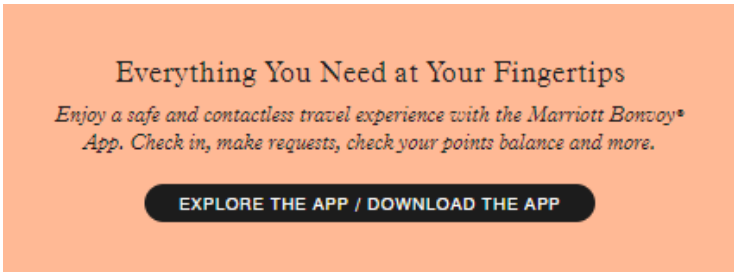 Everything You Need at Your Fingertips
Enjoy a safe and contactless travel experience with the Marriott Bonvoy®
App. Check in, make requests, check your points balance and more.
EXPLORE THE APP / DOWNLOAD THE APP